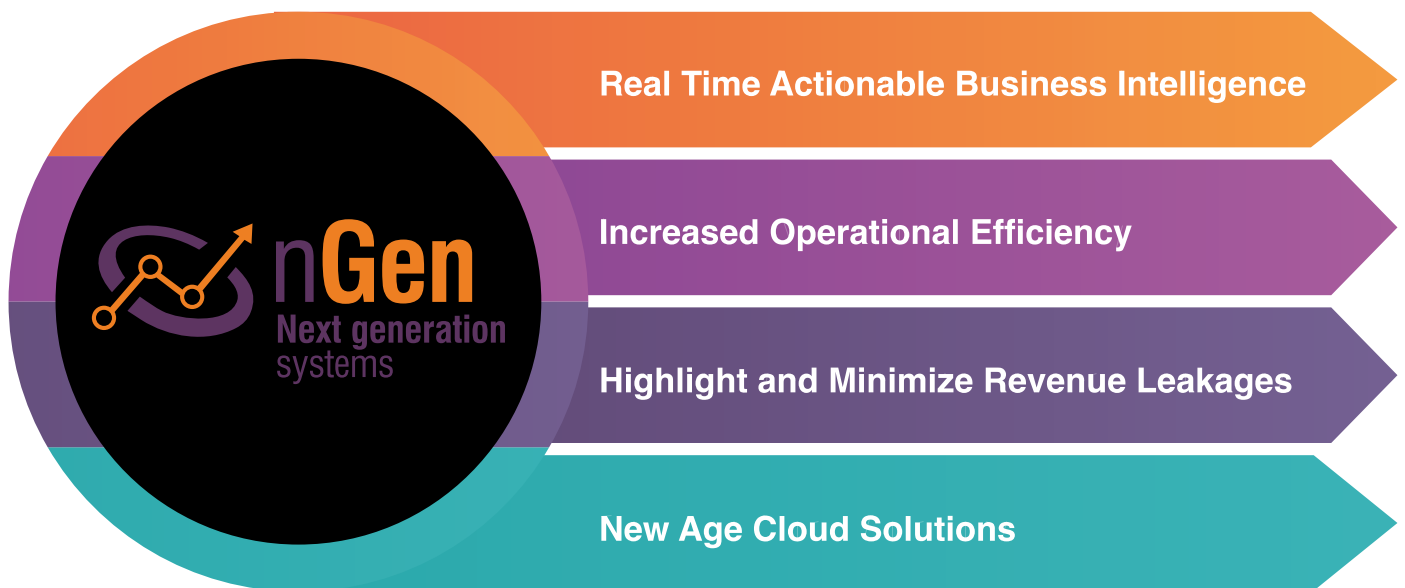 nGen
Next generation
systems
Real Time Actionable Business Intelligence
Increased Operational Efficiency
Highlight and Minimize Revenue Leakages
New Age Cloud Solutions